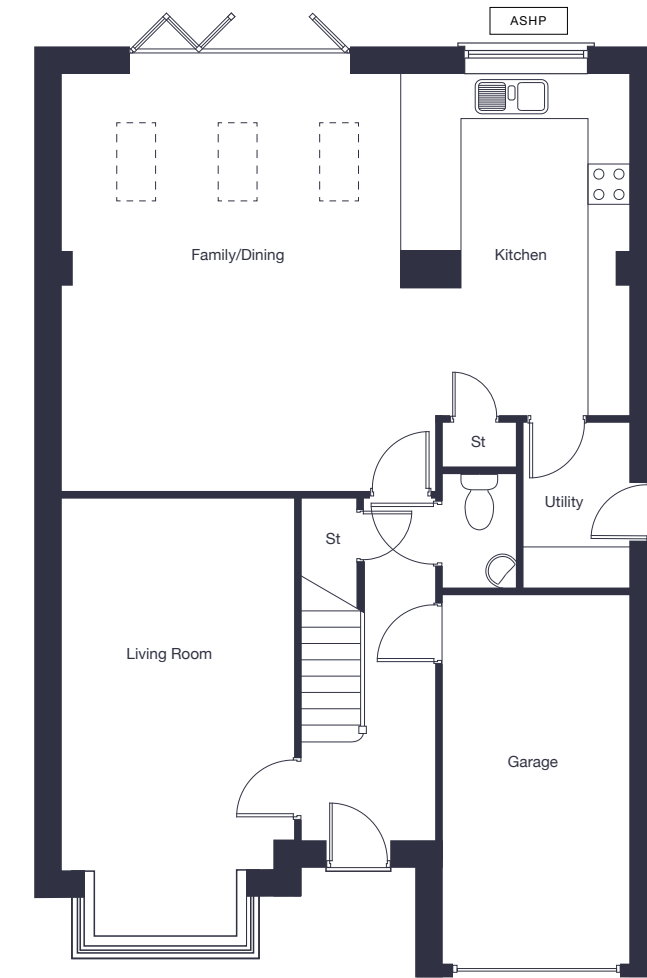 ASHP
Family/Dining
Kitchen
St
Utility
St
Living Room
Garage